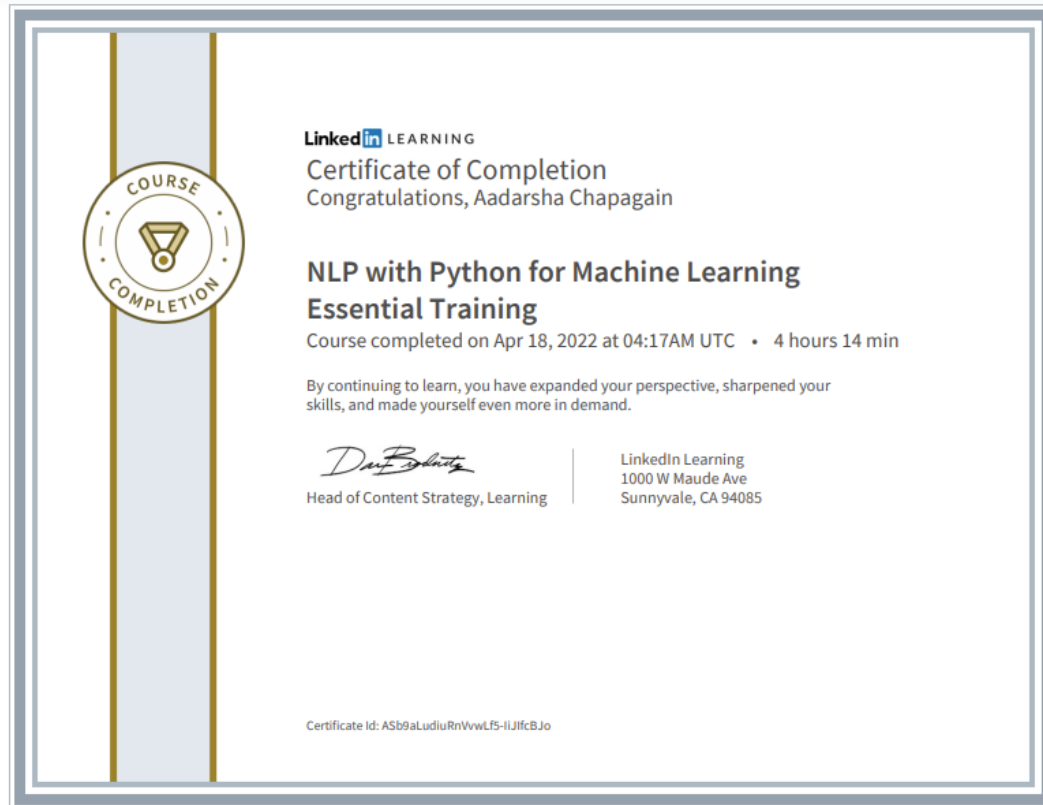 COURSE
COMPLETION
Linked in LEARNING
Certificate of Completion
Congratulations, Aadarsha Chapagain
NLP with Python for Machine Learning
Essential Training
Course completed on Apr 18, 2022 at 04:17AM UTC • 4 hours 14 min
By continuing to learn, you have expanded your perspective, sharpened your
skills, and made yourself even more in demand.
Head of Content Strategy, Learning
LinkedIn Learning
1000 W Maude Ave
Sunnyvale, CA 94085
Certificate Id: